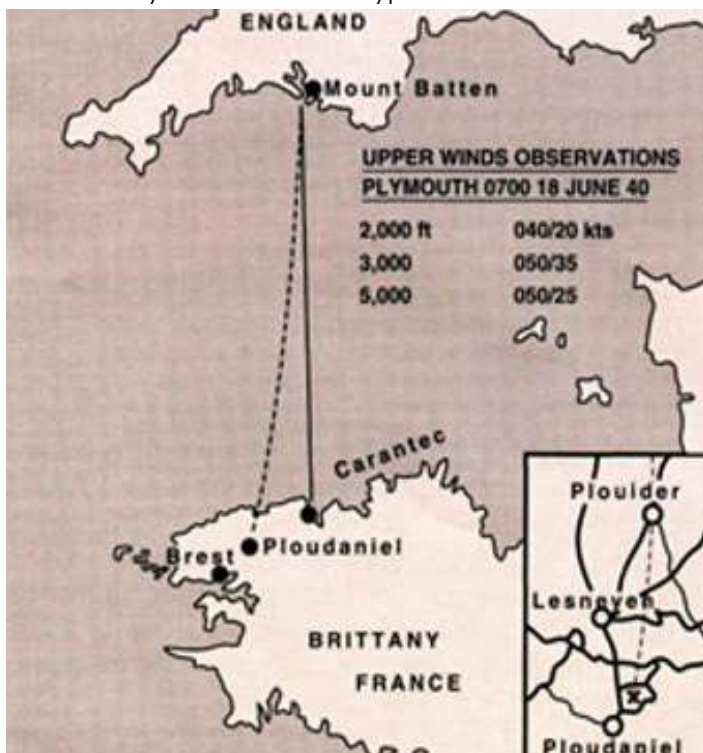 ENGLAND
Mount Batten
UPPER WINDS OBSERVATIONS
PLYMOUTH 0700 18 JUNE 40
2,000 ft 040/20 kts
3,000 050/35
5,000 050/25
Carantec
Ploudaniel
Brest
BRITTANY
FRANCE
Plouider
Lesneven
x
Ploudaniel